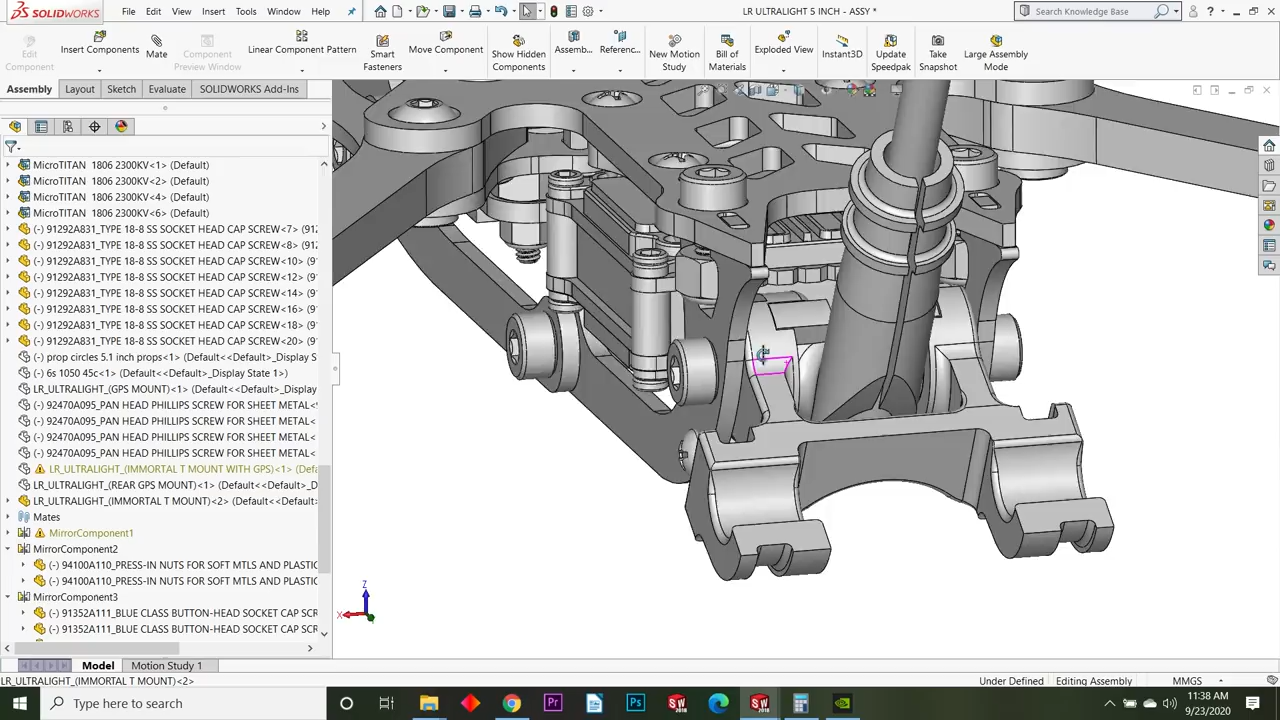 SOLIDWORKS
File Edit View Insert Tools Window Help
LR ULTRALIGHT 5 INCH - ASSY *
Search Knowledge Base
Edit Component
Insert Components
Mate
Component Preview Window
Linear Component Pattern
Smart Fasteners
Move Component
Show Hidden Components
Assemb...
Referenc...
New Motion Study
Bill of Materials
Exploded View
Instant3D
Update Speedpak
Take Snapshot
Large Assembly Mode
Assembly Layout Sketch Evaluate SOLIDWORKS Add-Ins
MicroTITAN 1806 2300KV<1> (Default)
MicroTITAN 1806 2300KV<2> (Default)
MicroTITAN 1806 2300KV<4> (Default)
MicroTITAN 1806 2300KV<6> (Default)
(-) 91292A831_TYPE 18-8 SS SOCKET HEAD CAP SCREW<7> (912
(-) 91292A831_TYPE 18-8 SS SOCKET HEAD CAP SCREW<8> (912
(-) 91292A831_TYPE 18-8 SS SOCKET HEAD CAP SCREW<10> (91
(-) 91292A831_TYPE 18-8 SS SOCKET HEAD CAP SCREW<12> (91
(-) 91292A831_TYPE 18-8 SS SOCKET HEAD CAP SCREW<14> (91
(-) 91292A831_TYPE 18-8 SS SOCKET HEAD CAP SCREW<16> (91
(-) 91292A831_TYPE 18-8 SS SOCKET HEAD CAP SCREW<18> (91
(-) 91292A831_TYPE 18-8 SS SOCKET HEAD CAP SCREW<20> (91
(-) prop circles 5.1 inch props<1> (Default<<Default>_Display S
(-) 6s 1050 45c<1> (Default<<Default>_Display State 1>)
LR_ULTRALIGHT_(GPS MOUNT)<1> (Default<<Default>_Display
(-) 92470A095_PAN HEAD PHILLIPS SCREW FOR SHEET METAL<
(-) 92470A095_PAN HEAD PHILLIPS SCREW FOR SHEET METAL<
(-) 92470A095_PAN HEAD PHILLIPS SCREW FOR SHEET METAL<
(-) 92470A095_PAN HEAD PHILLIPS SCREW FOR SHEET METAL<
LR_ULTRALIGHT_(IMMORTAL T MOUNT WITH GPS)<1> (Defa
LR_ULTRALIGHT_(REAR GPS MOUNT)<1> (Default<<Default>_D
LR_ULTRALIGHT_(IMMORTAL T MOUNT)<2> (Default<<Default>
Mates
MirrorComponent1
MirrorComponent2
(-) 94100A110_PRESS-IN NUTS FOR SOFT MTLS AND PLASTIC
(-) 94100A110_PRESS-IN NUTS FOR SOFT MTLS AND PLASTIC
MirrorComponent3
(-) 91352A111_BLUE CLASS BUTTON-HEAD SOCKET CAP SCR
(-) 91352A111_BLUE CLASS BUTTON-HEAD SOCKET CAP SCR
Z
X
Model Motion Study 1
LR_ULTRALIGHT_(IMMORTAL T MOUNT)<2>
Under Defined Editing Assembly MMGS
Type here to search
11:38 AM
9/23/2020